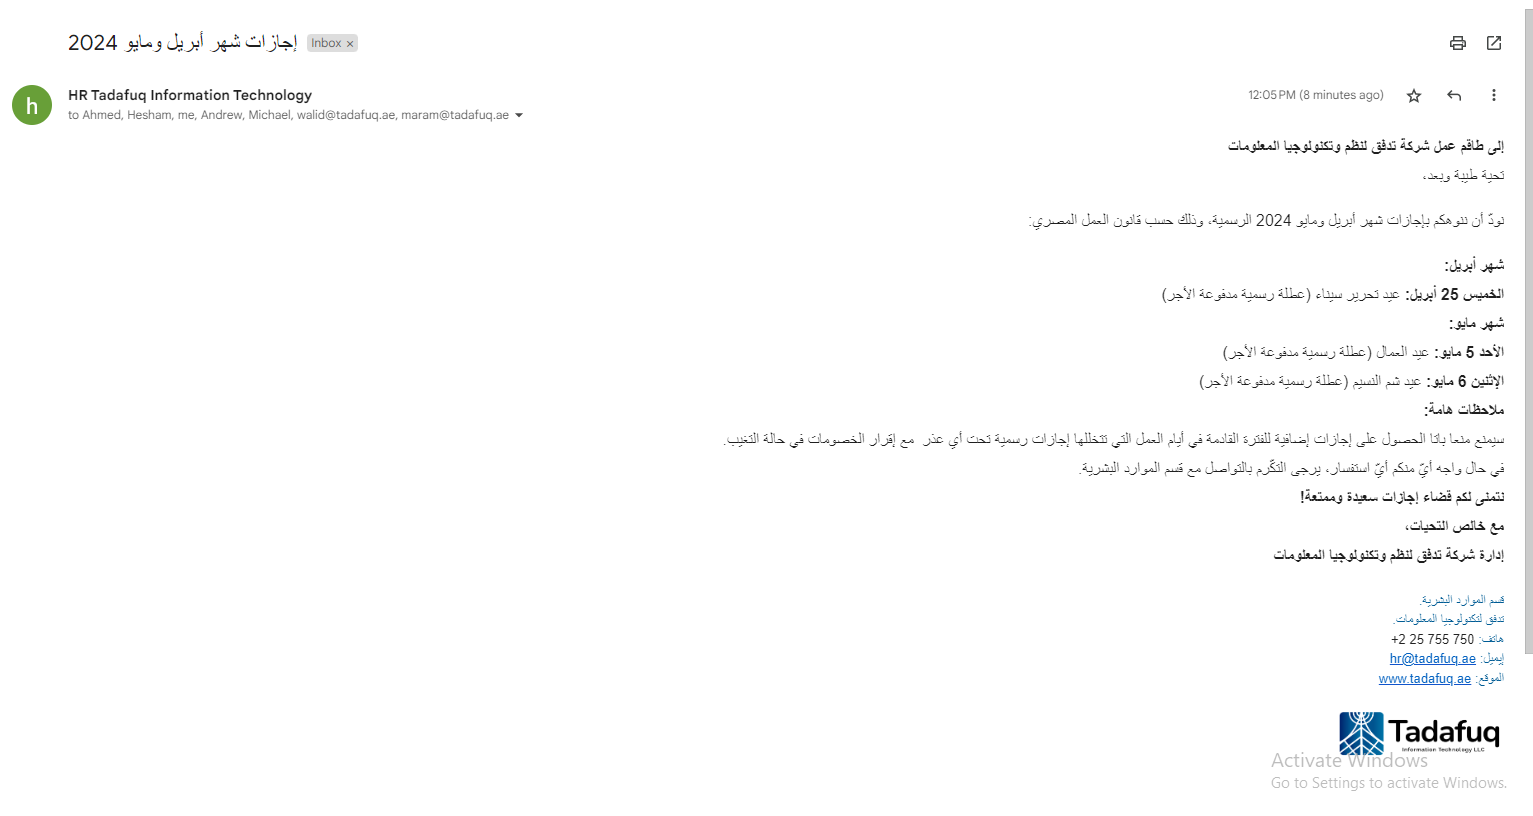 إجازات شهر أبريل ومايو 2024 Inbox ×
h
HR Tadafuq Information Technology
12:05 PM (8 minutes ago)
to Ahmed, Hesham, me, Andrew, Michael, walid@tadafuq.ae, maram@tadafuq.ae
إلى طاقم عمل شركة تدفق لنظم وتكنولوجيا المعلومات
تحية طيبة وبعد،
نودّ أن ننوهكم بإجازات شهر أبريل ومايو 2024 الرسمية، وذلك حسب قانون العمل المصري:
شهر أبريل:
الخميس 25 أبريل: عيد تحرير سيناء (عطلة رسمية مدفوعة الأجر)
شهر مايو:
الأحد 5 مايو: عيد العمال (عطلة رسمية مدفوعة الأجر)
الإثنين 6 مايو: عيد شم النسيم (عطلة رسمية مدفوعة الأجر)
ملاحظات هامة:
سيمنع منعا باتا الحصول على إجازات إضافية للفترة القادمة في أيام العمل التي تتخللها إجازات رسمية تحت أي عذر مع إقرار الخصومات في حالة التغيب.
في حال واجه أيّ منكم أيّ استفسار، يرجى التكّرم بالتواصل مع قسم الموارد البشرية.
نتمنى لكم قضاء إجازات سعيدة وممتعة!
مع خالص التحيات،
إدارة شركة تدفق لنظم وتكنولوجيا المعلومات
قسم الموارد البشرية.
تدفق لتكنولوجيا المعلومات.
هاتف: 750 755 25 2+
إيميل: hr@tadafuq.ae
الموقع: www.tadafuq.ae
Tadafuq
Information Technology LLC
Activate Windows
Go to Settings to activate Windows.